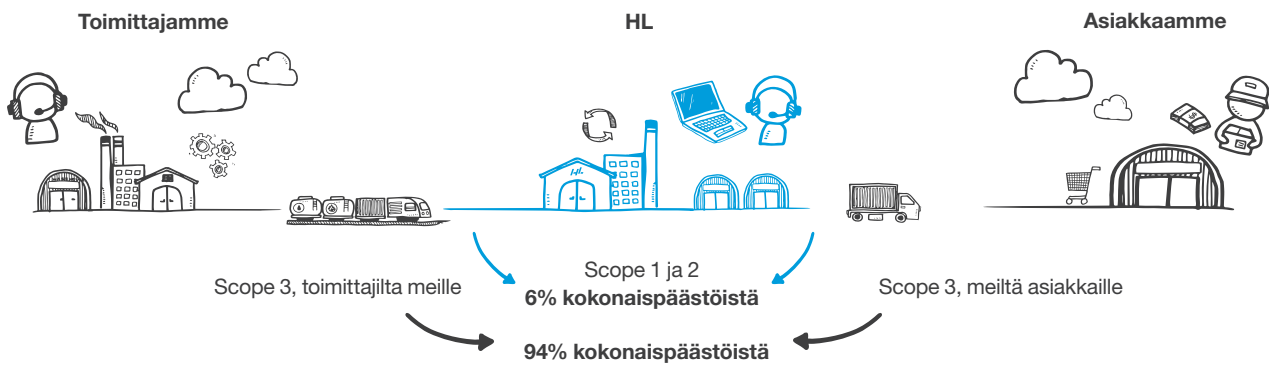 Toimittajamme
HL
Asiakkaamme
HL
Scope 3, toimittajilta meille
Scope 1 ja 2
6% kokonaispäästöistä
Scope 3, meiltä asiakkaille
94% kokonaispäästöistä